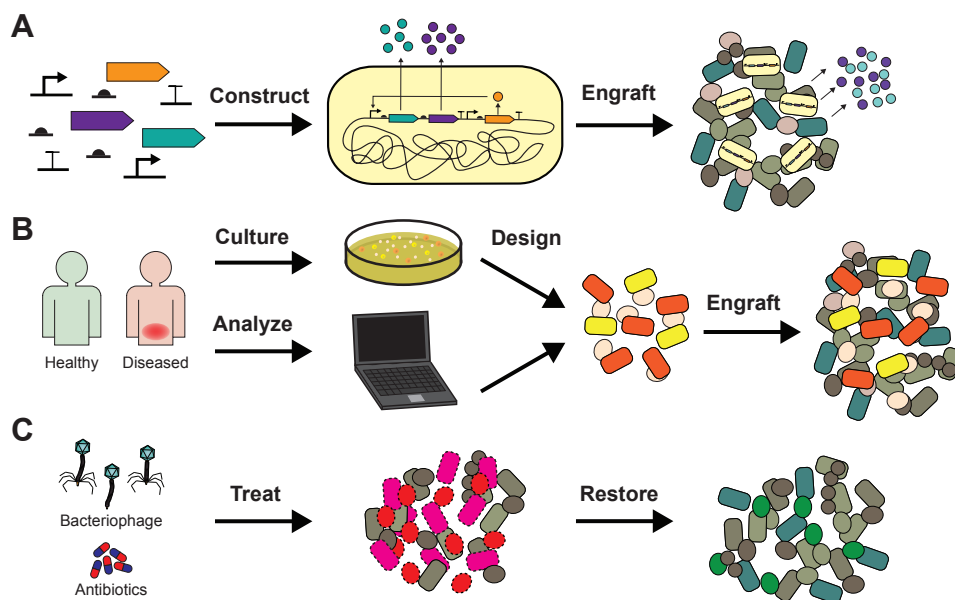 A
Construct
Engraft
B
Culture
Design
Analyze
Engraft
Healthy
Diseased
C
Treat
Restore
Bacteriophage
Antibiotics